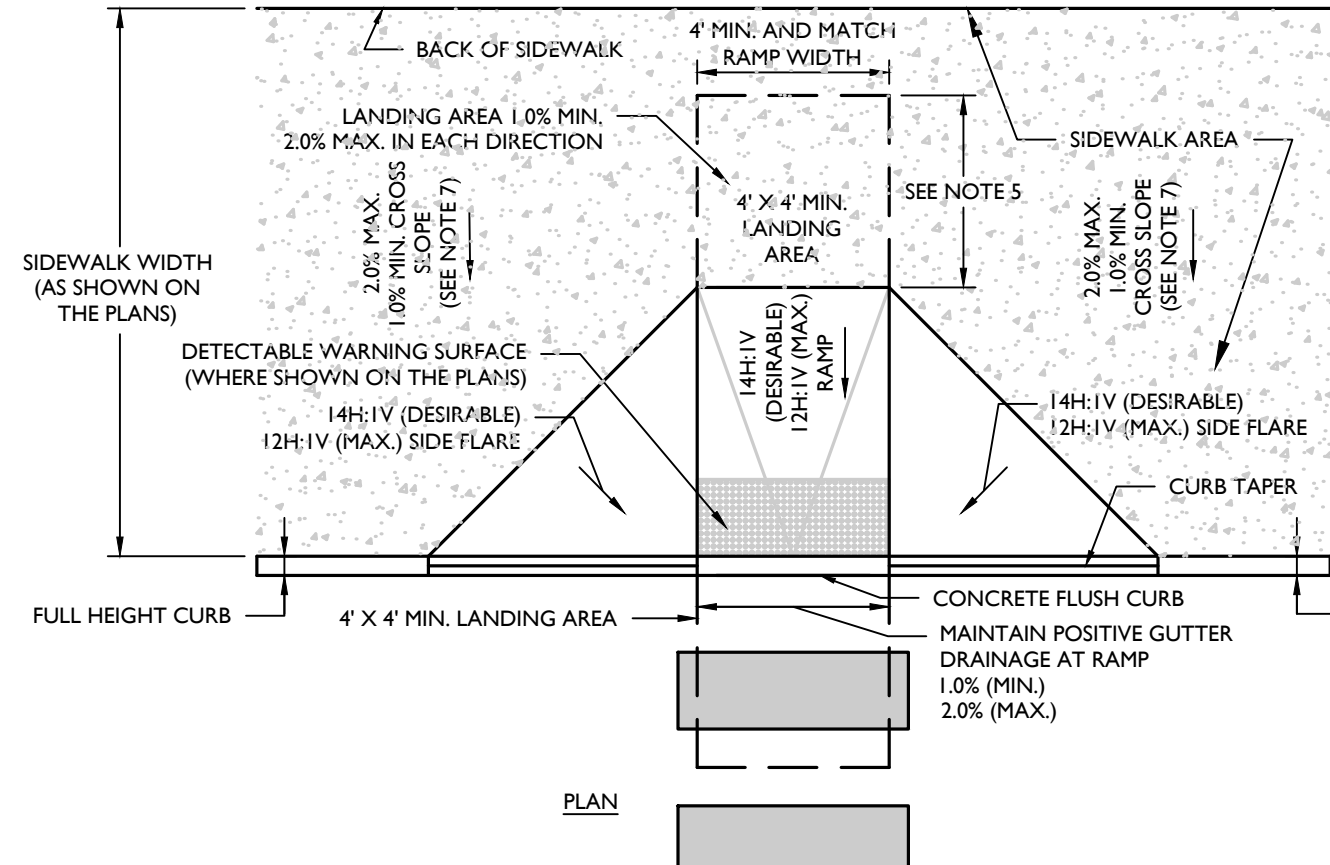 4' MIN. AND MATCH
RAMP WIDTH
BACK OF SIDEWALK
LANDING AREA 1.0% MIN.
2.0% MAX. IN EACH DIRECTION
SIDEWALK AREA
SEE NOTE 5
4' X 4' MIN.
LANDING
AREA
2.0% MAX.
1.0% MIN. CROSS
SLOPE
(SEE NOTE 7)
2.0% MAX.
1.0% MIN.
CROSS SLOPE
(SEE NOTE 7)
SIDEWALK WIDTH
(AS SHOWN ON
THE PLANS)
14H:1V
(DESIRABLE)
12H:1V (MAX.)
RAMP
DETECTABLE WARNING SURFACE
(WHERE SHOWN ON THE PLANS)
14H:1V (DESIRABLE)
12H:1V (MAX.) SIDE FLARE
14H:1V (DESIRABLE)
12H:1V (MAX.) SIDE FLARE
CURB TAPER
FULL HEIGHT CURB
4' X 4' MIN. LANDING AREA
CONCRETE FLUSH CURB
MAINTAIN POSITIVE GUTTER
DRAINAGE AT RAMP
1.0% (MIN.)
2.0% (MAX.)
PLAN